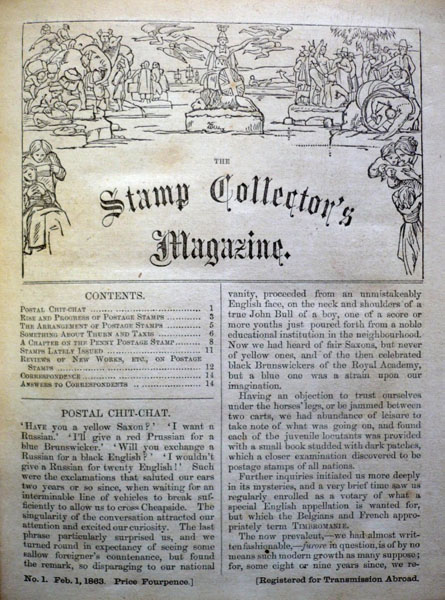 THE
Stamp Collector's
Magazine.
CONTENTS.
POSTAL CHIT-CHAT 1
RISE AND PROGRESS OF POSTAGE STAMPS 3
THE ARRANGEMENT OF POSTAGE STAMPS 5
SOMETHING ABOUT THURN AND TAXIS 6
A CHAPTER ON THE PENNY POSTAGE STAMP 8
STAMPS LATELY ISSUED 11
REVIEWS OF NEW WORKS, ETC., ON POSTAGE
STAMPS 12
CORRESPONDENCE 14
ANSWERS TO CORRESPONDENTS 14
POSTAL CHIT-CHAT.
'HAVE you a yellow Saxon?' 'I want a
Russian.' 'I'll give a red Prussian for a
blue Brunswicker.' 'Will you exchange a
Russian for a black English?' 'I wouldn't
give a Russian for twenty English!' Such
were the exclamations that saluted our ears
two years or so since, when waiting for an
interminable line of vehicles to break suf-
ficiently to allow us to cross Cheapside. The
singularity of the conversation attracted our
attention and excited our curiosity. The last
phrase particularly surprised us, and we
turned round in expectancy of seeing some
sallow foreigner's countenance, but found
the remark, so disparaging to our national
vanity, proceeded from an unmistakeably
English face, on the neck and shoulders of a
true John Bull of a boy, one of a score or
more youths just poured forth from a noble
educational institution in the neighbourhood.
Now we had heard of fair Saxons, but never
of yellow ones, and of the then celebrated
black Brunswickers of the Royal Academy,
but a blue one was a strain upon our
imagination.
Having an objection to trust ourselves
under the horses' legs, or be jammed between
two carts, we had abundance of leisure to
take note of what was going on, and found
each of the juvenile locutants was provided
with a small book studded with dark patches,
which a closer examination discovered to be
postage stamps of all nations.
Further inquiries initiated us more deeply
in its mysteries, and a very brief time saw us
regularly enrolled as a votary of what a
special English appellation is wanted for,
but which the Belgians and French appro-
priately term TIMBROMANIE.
The now prevalent,—we had almost writ-
ten fashionable,—furore in question, is of by no
means such modern growth as many suppose;
for, some eight or nine years since, we re-
No. 1. Feb. 1, 1863. Price Fourpence.]
[Registered for Transmission Abroad.